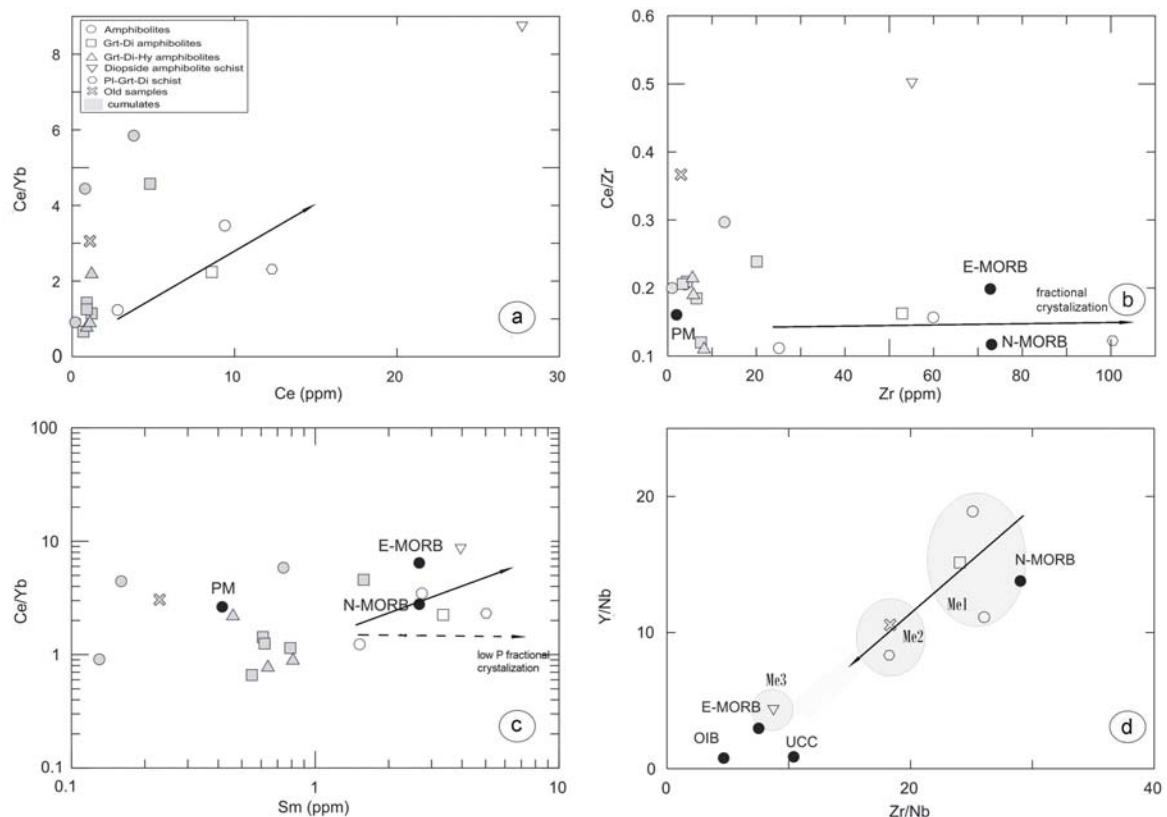 Amphibolites
Grt-Di amphibolites
Grt-Di-Hy amphibolites
Diopside amphibolite schist
Pl-Grt-Di schist
Old samples
cumulates
8
6
4
2
0
Ce/Yb
0
10
20
30
Ce (ppm)
a
0.6
0.5
0.4
0.3
0.2
0.1
Ce/Zr
E-MORB
fractional
crystalization
PM
N-MORB
b
0
20
40
60
80
100
Zr (ppm)
100
10
1
0.1
Ce/Yb
E-MORB
PM
N-MORB
low P fractional
crystalization
c
0.1
1
10
Sm (ppm)
20
10
0
Y/Nb
N-MORB
Me1
Me2
Me3
E-MORB
OIB
UCC
d
0
10
20
40
Zr/Nb